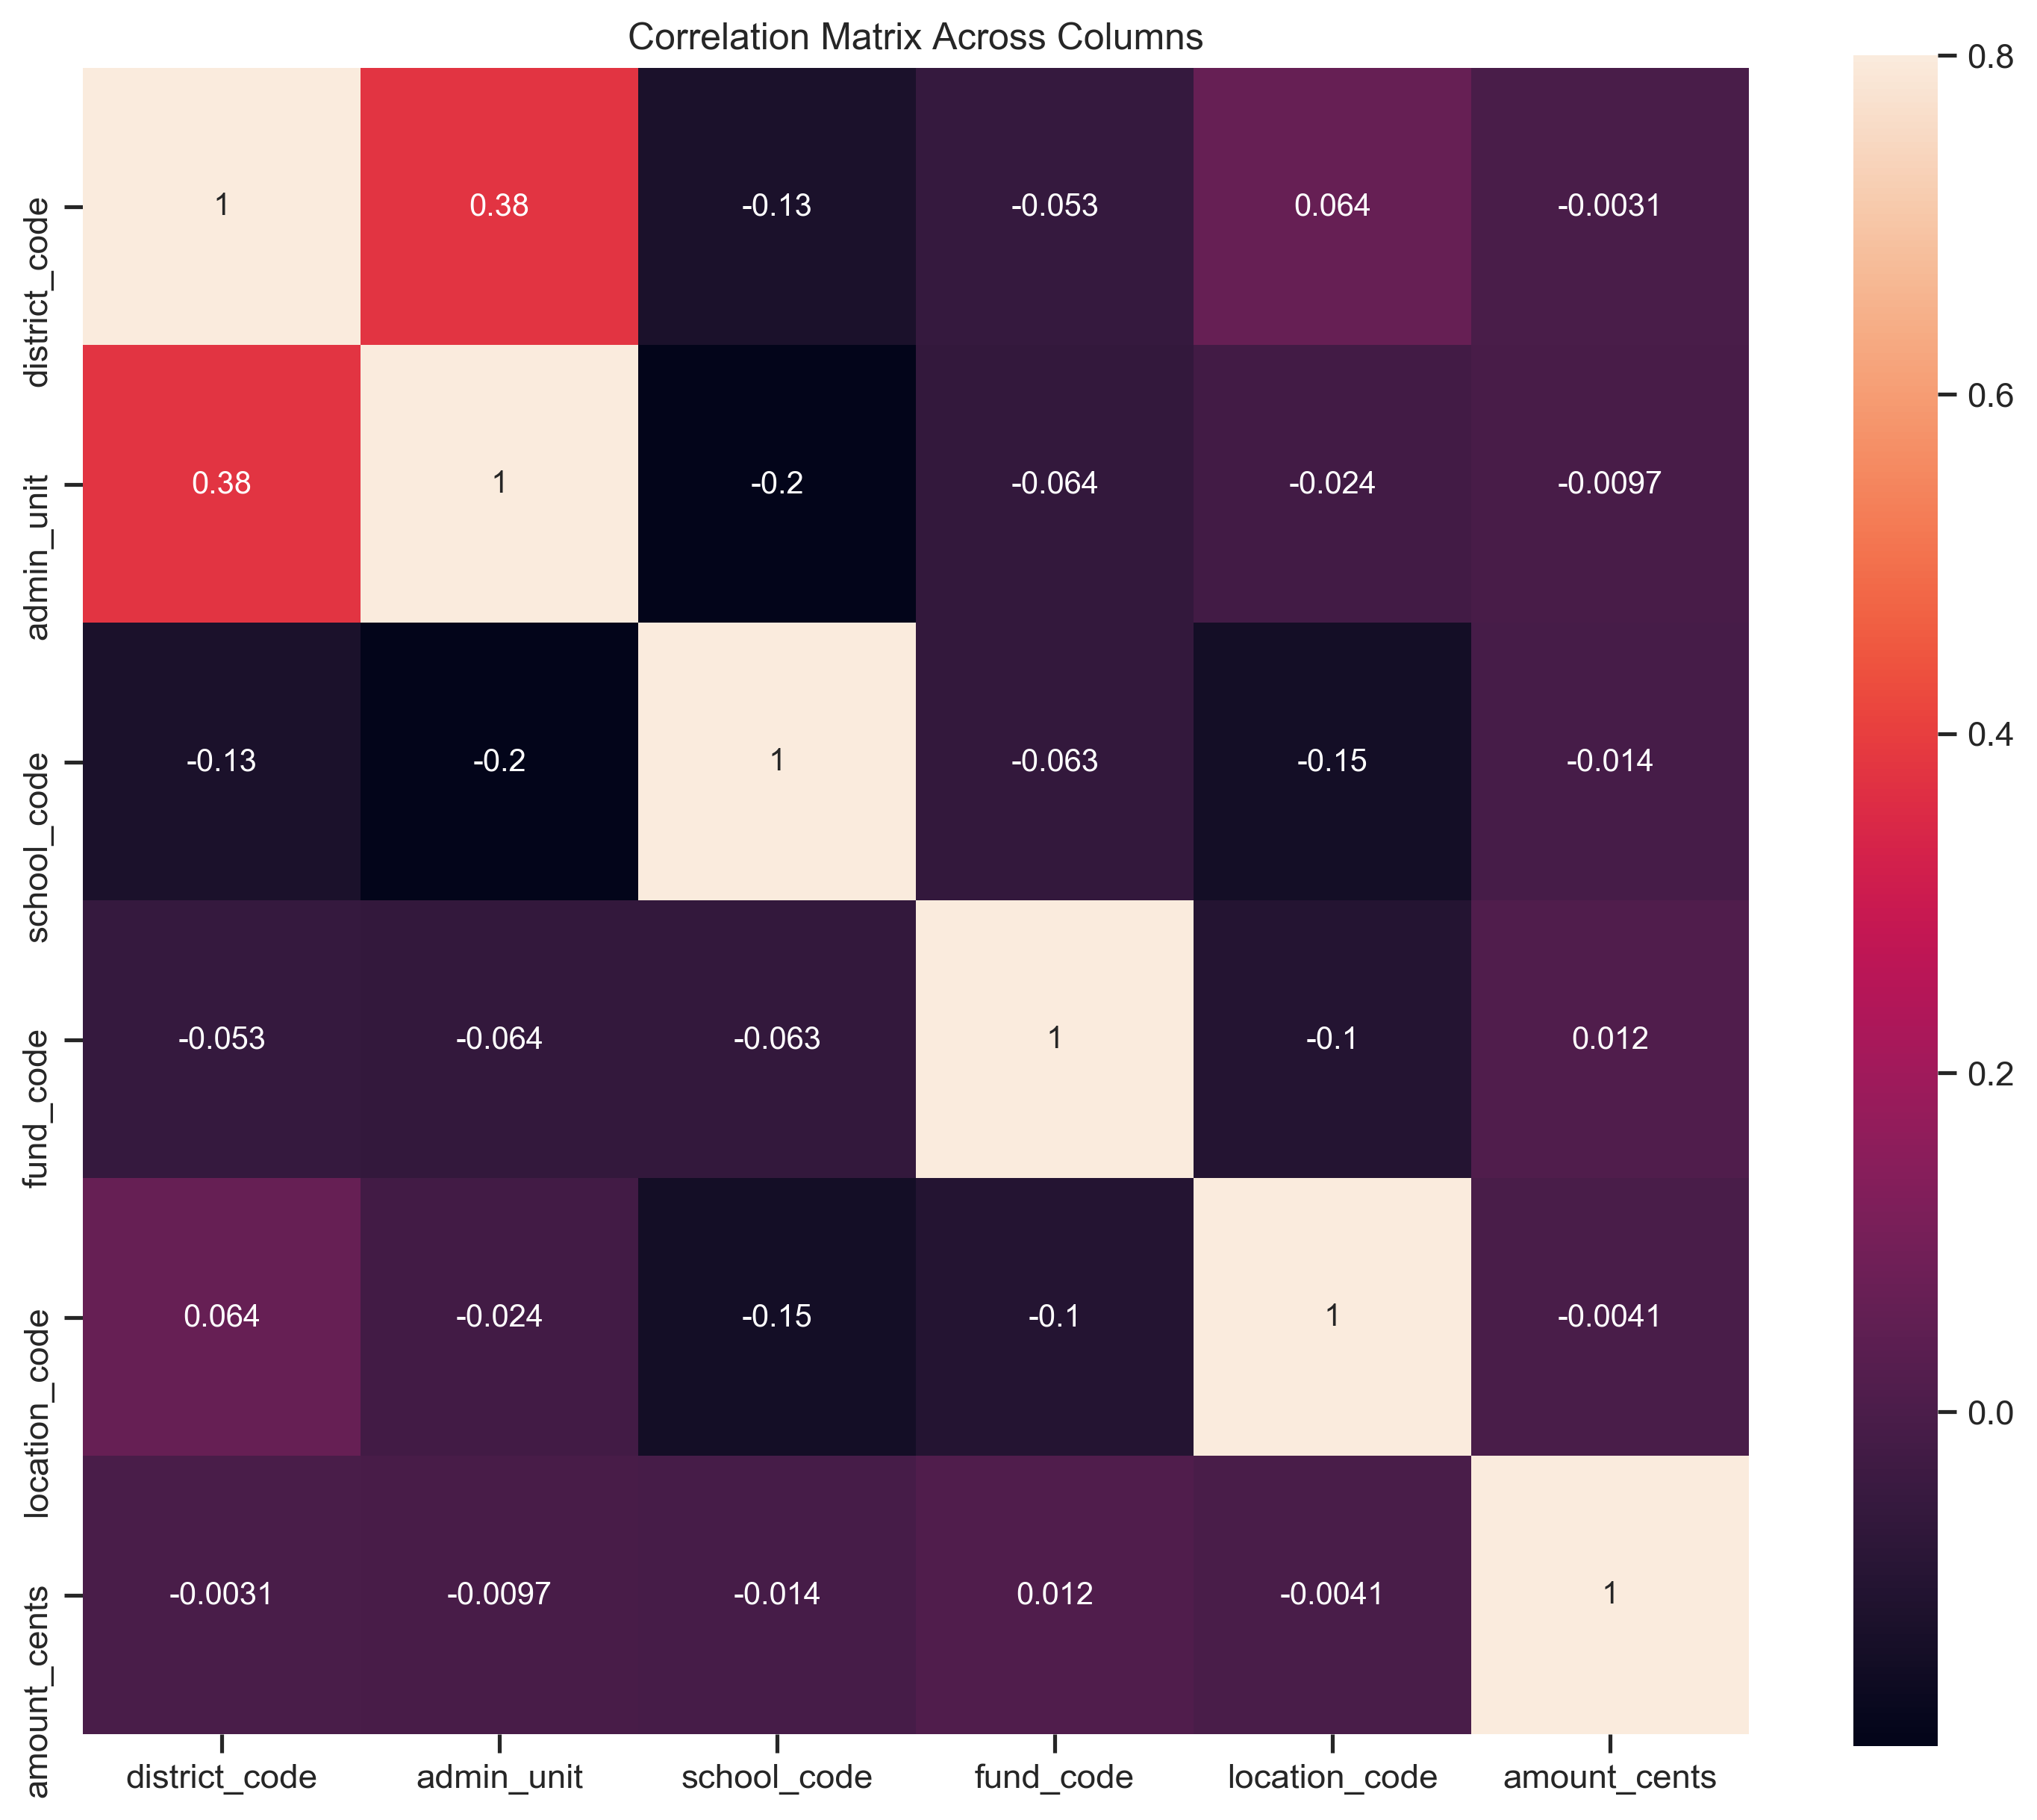 Correlation Matrix Across Columns
district_code 1 0.38 -0.13 -0.053 0.064 -0.0031
admin_unit 0.38 1 -0.2 -0.064 -0.024 -0.0097
school_code -0.13 -0.2 1 -0.063 -0.15 -0.014
fund_code -0.053 -0.064 -0.063 1 -0.1 0.012
location_code 0.064 -0.024 -0.15 -0.1 1 -0.0041
amount_cents -0.0031 -0.0097 -0.014 0.012 -0.0041 1
district_code admin_unit school_code fund_code location_code amount_cents
0.8
0.6
0.4
0.2
0.0